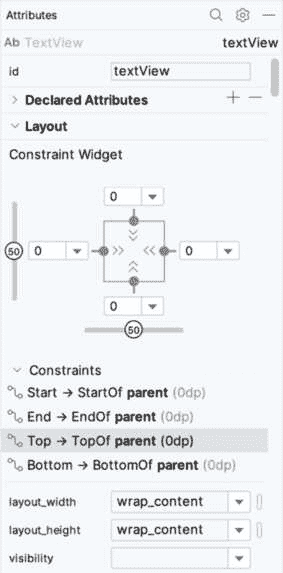 Attributes
Ab TextView textView
id textView
Declared Attributes
Layout
Constraint Widget
0
50 0 0
0
50
Constraints
Start → StartOf parent (0dp)
End → EndOf parent (0dp)
Top → TopOf parent (0dp)
Bottom → BottomOf parent (0dp)
layout_width wrap_content
layout_height wrap_content
visibility